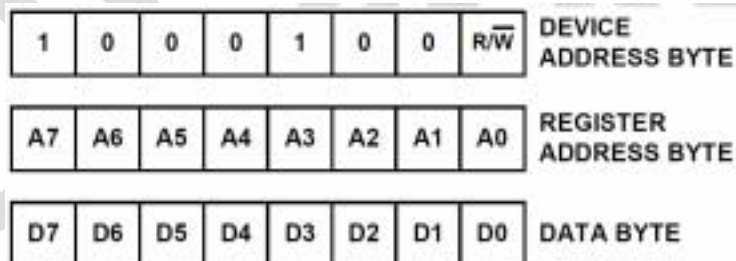 1 0 0 0 1 0 0 R/W̅ DEVICE
ADDRESS BYTE
A7 A6 A5 A4 A3 A2 A1 A0 REGISTER
ADDRESS BYTE
D7 D6 D5 D4 D3 D2 D1 D0 DATA BYTE